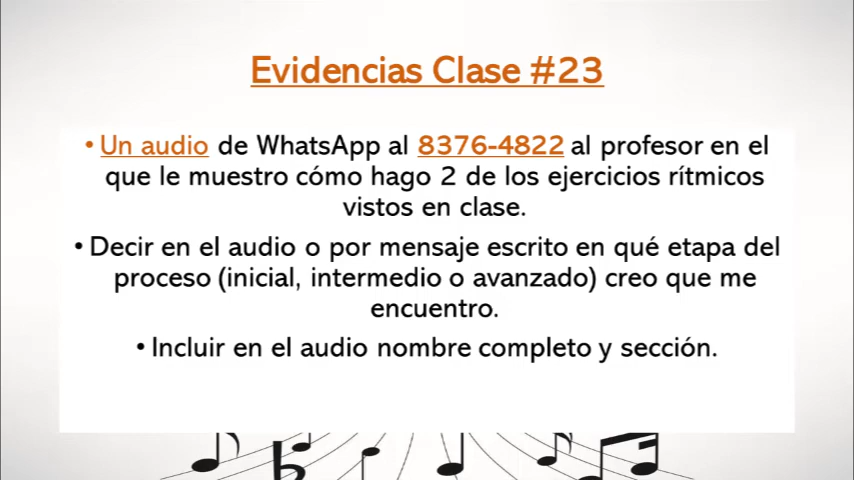 Evidencias Clase #23
• Un audio de WhatsApp al 8376-4822 al profesor en el
que le muestro cómo hago 2 de los ejercicios rítmicos
vistos en clase.
• Decir en el audio o por mensaje escrito en qué etapa del
proceso (inicial, intermedio o avanzado) creo que me
encuentro.
• Incluir en el audio nombre completo y sección.